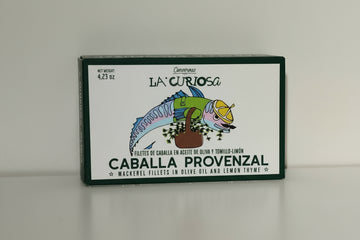 NET WEIGHT:
4,23 oz
Conservas
LA CURIOSA
FILETES DE CABALLA EN ACEITE DE OLIVA Y TOMILLO-LIMÓN
CABALLA PROVENZAL
MACKEREL FILLETS IN OLIVE OIL AND LEMON THYME